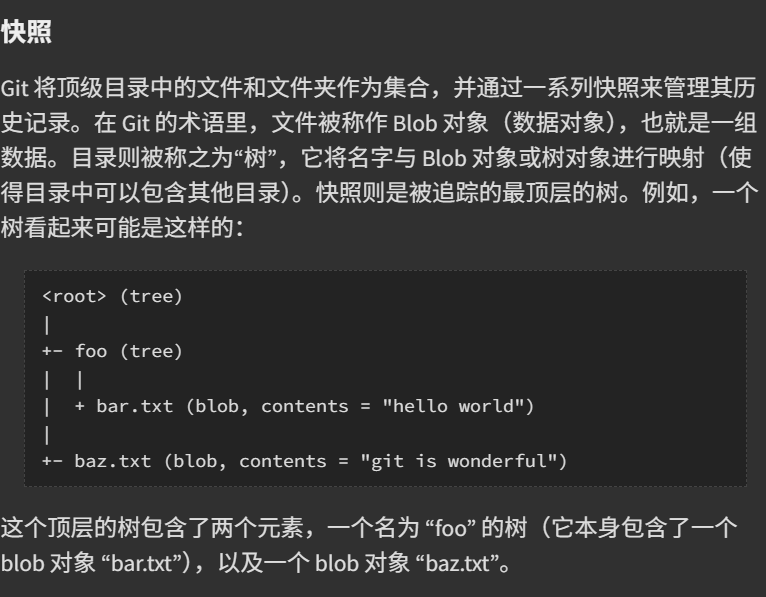 快照
Git 将顶级目录中的文件和文件夹作为集合，并通过一系列快照来管理其历
史记录。在 Git 的术语里，文件被称作 Blob 对象（数据对象），也就是一组
数据。目录则被称之为“树”，它将名字与 Blob 对象或树对象进行映射（使
得目录中可以包含其他目录）。快照则是被追踪的最顶层的树。例如，一个
树看起来可能是这样的：
<root> (tree)
|
+- foo (tree)
|  |
|  + bar.txt (blob, contents = "hello world")
|
+- baz.txt (blob, contents = "git is wonderful")
这个顶层的树包含了两个元素，一个名为 “foo” 的树（它本身包含了一个
blob 对象 “bar.txt”），以及一个 blob 对象 “baz.txt”。